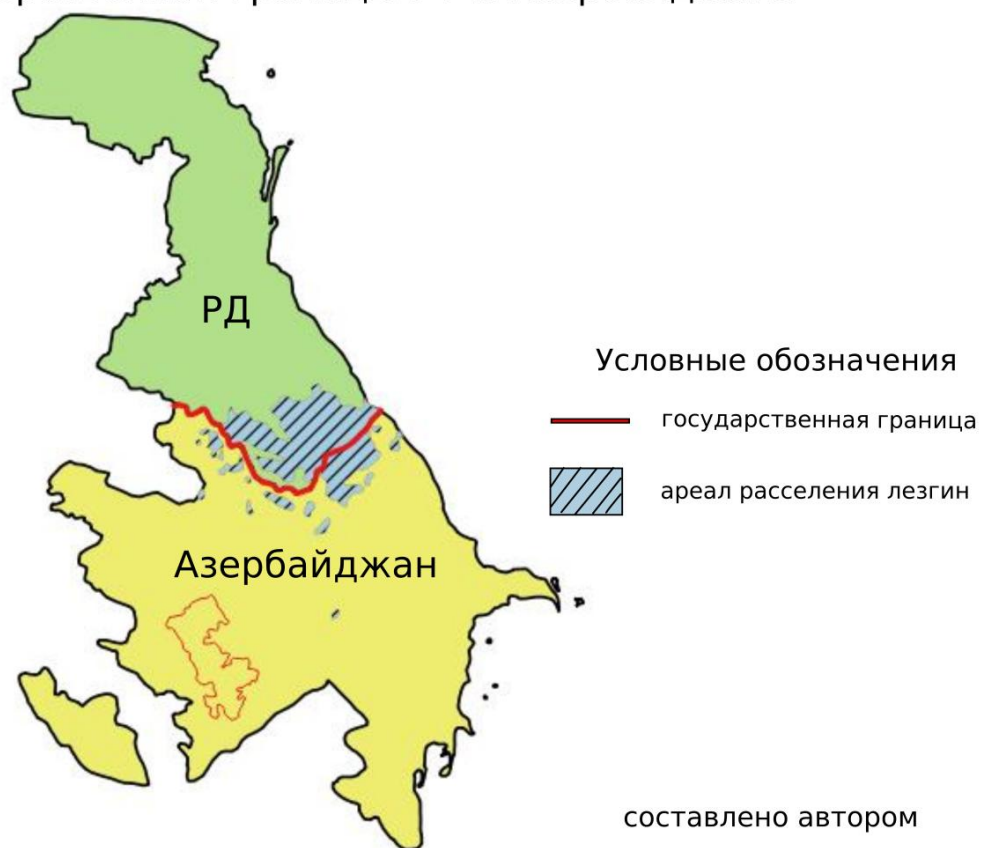 РД
Условные обозначения
государственная граница
ареал расселения лезгин
Азербайджан
составлено автором